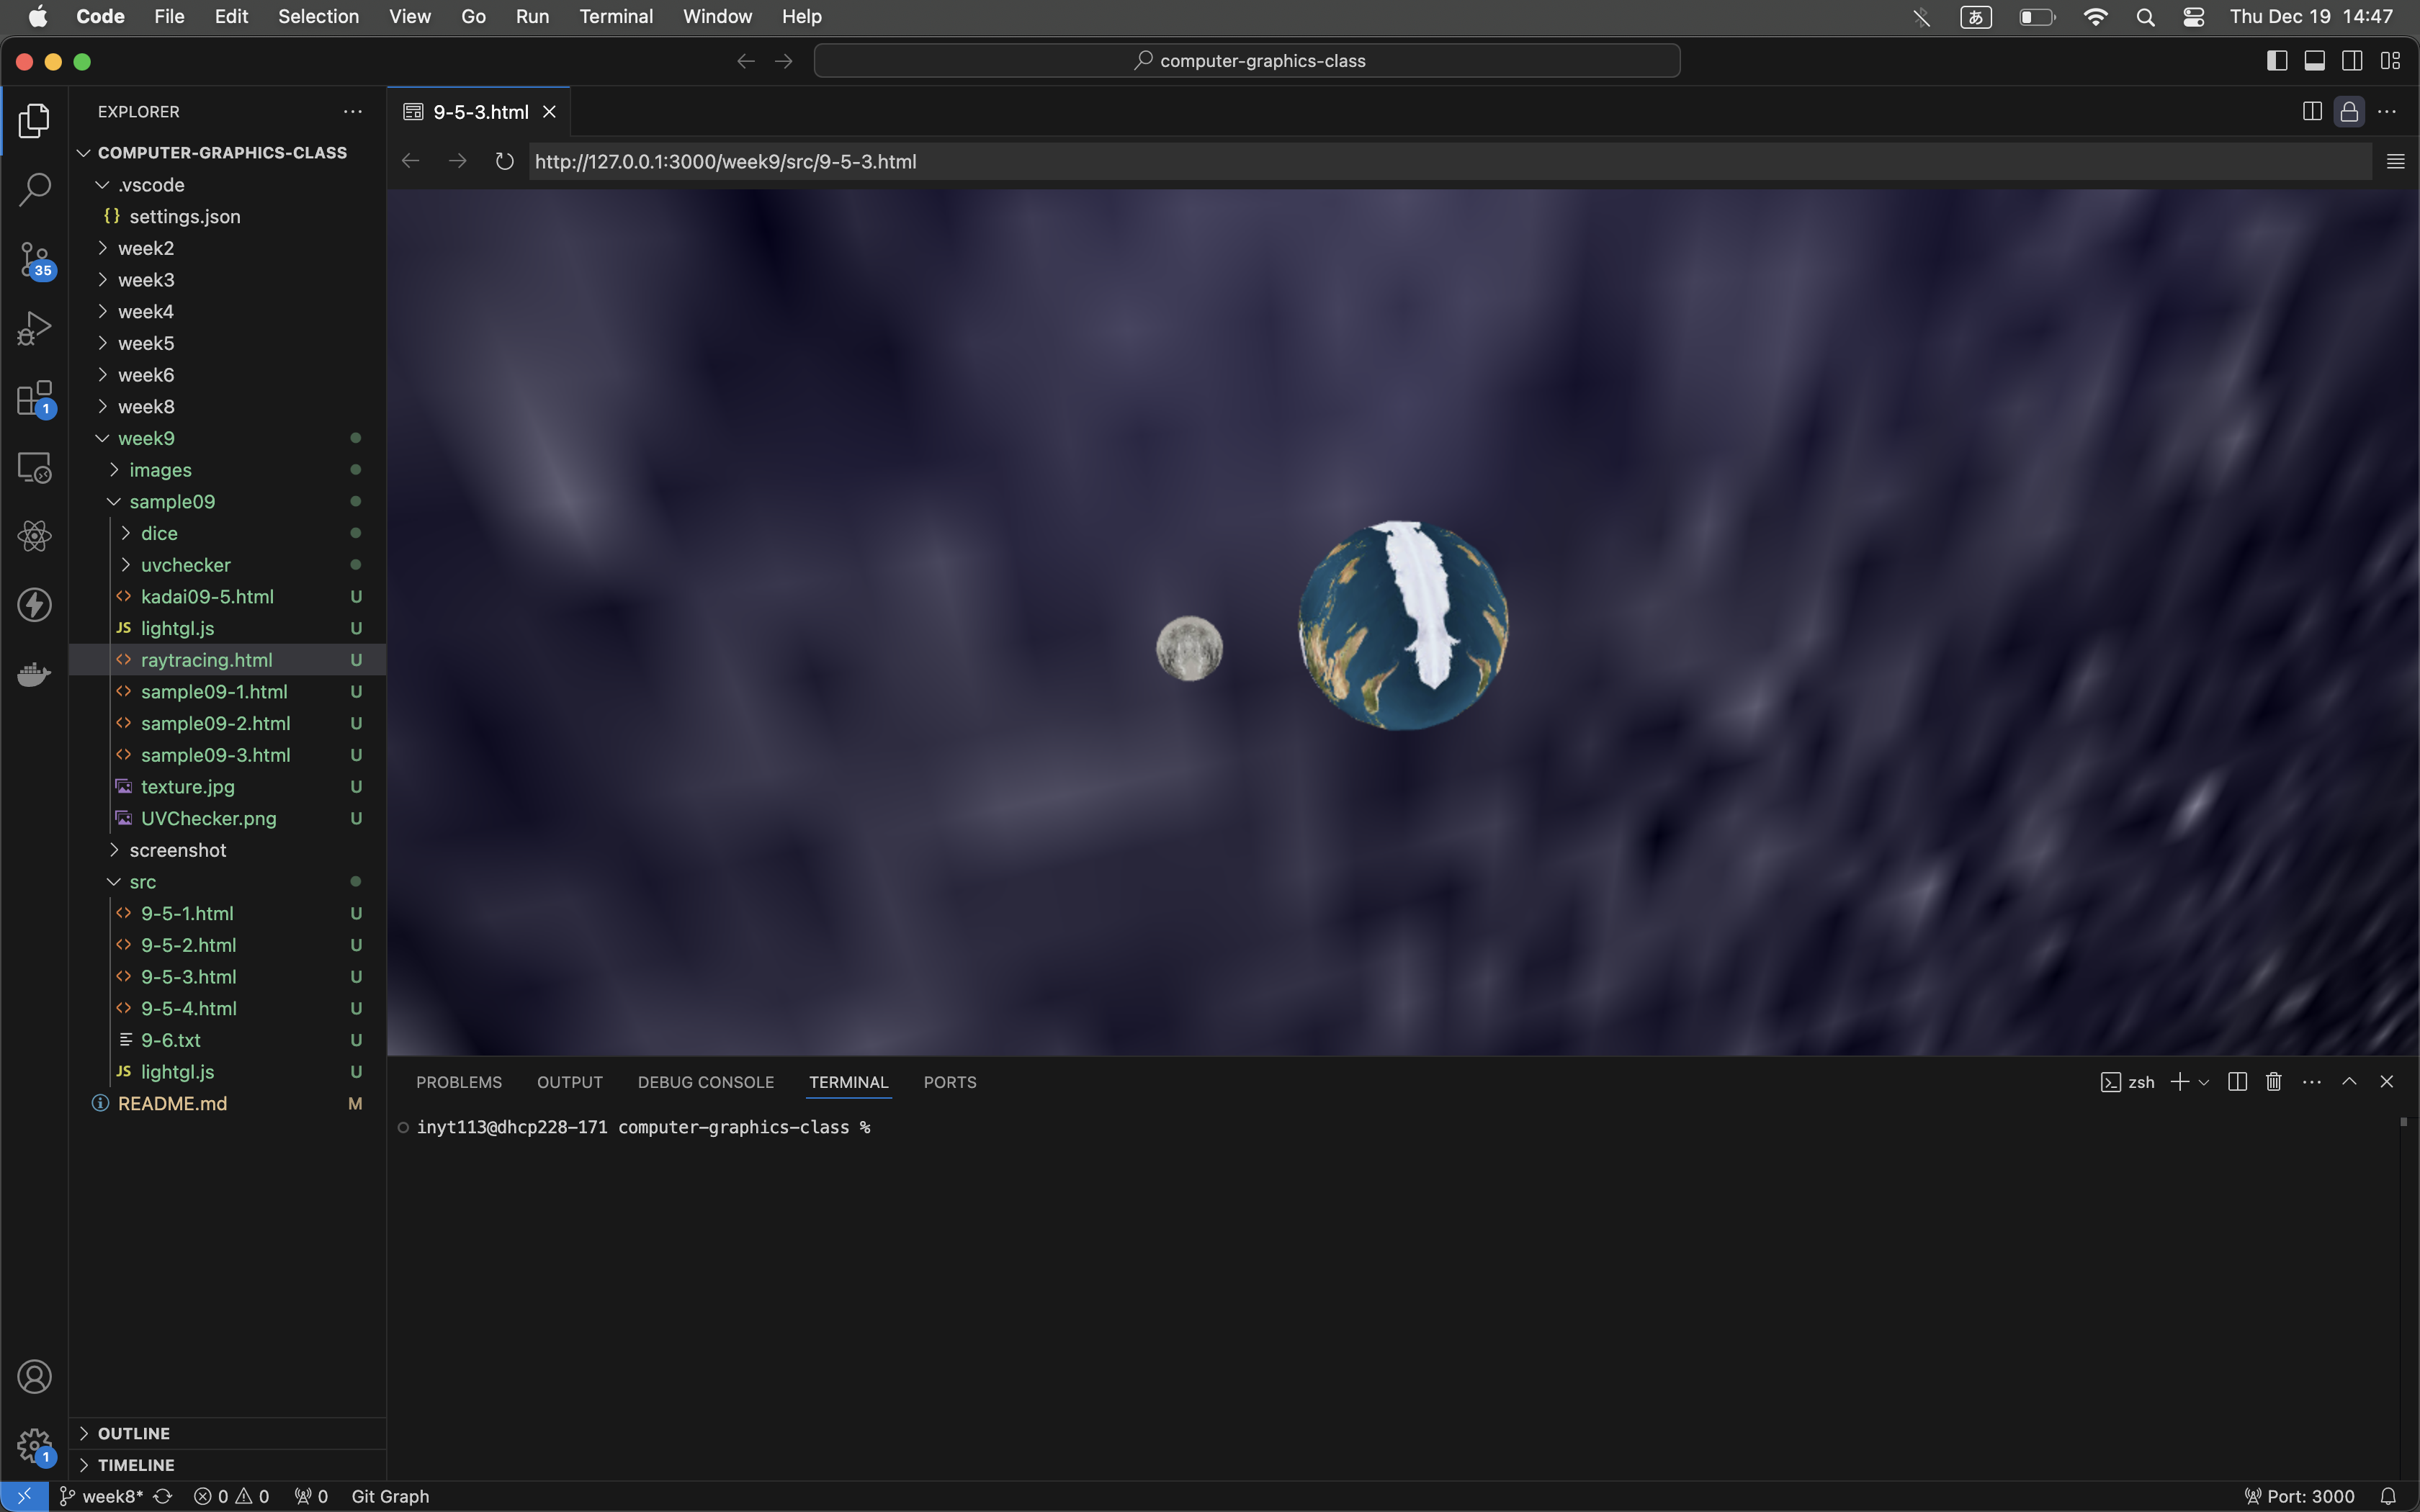 Code File Edit Selection View Go Run Terminal Window Help あ Thu Dec 19 14:47
computer-graphics-class
EXPLORER
9-5-3.html
COMPUTER-GRAPHICS-CLASS
http://127.0.0.1:3000/week9/src/9-5-3.html
.vscode
{} settings.json
week2
35
week3
week4
week5
week6
1
week8
week9
images
sample09
dice
uvchecker
kadai09-5.html U
JS lightgl.js U
raytracing.html U
sample09-1.html U
sample09-2.html U
sample09-3.html U
texture.jpg U
UVChecker.png U
screenshot
src
9-5-1.html U
9-5-2.html U
9-5-3.html U
9-5-4.html U
9-6.txt U
JS lightgl.js U
README.md M
PROBLEMS OUTPUT DEBUG CONSOLE TERMINAL PORTS zsh
inyt113@dhcp228-171 computer-graphics-class %
OUTLINE
1
TIMELINE
week8* 0 0 0 Git Graph Port: 3000